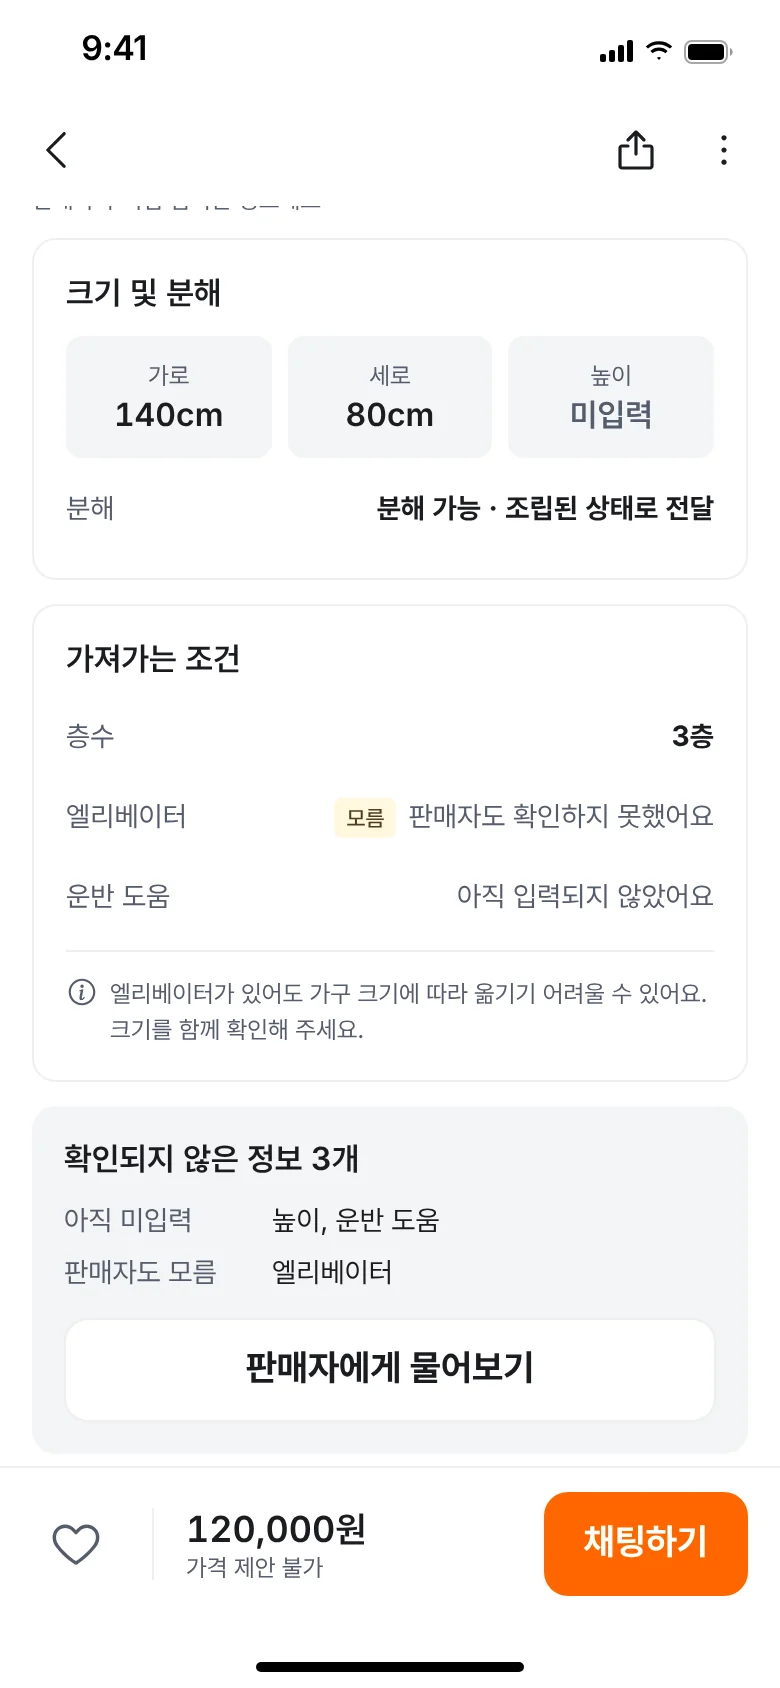 9:41
크기 및 분해
가로
140cm
세로
80cm
높이
미입력
분해
분해 가능 · 조립된 상태로 전달
가져가는 조건
층수
3층
엘리베이터
모름 판매자도 확인하지 못했어요
운반 도움
아직 입력되지 않았어요
엘리베이터가 있어도 가구 크기에 따라 옮기기 어려울 수 있어요.
크기를 함께 확인해 주세요.
확인되지 않은 정보 3개
아직 미입력 높이, 운반 도움
판매자도 모름 엘리베이터
판매자에게 물어보기
120,000원
가격 제안 불가
채팅하기